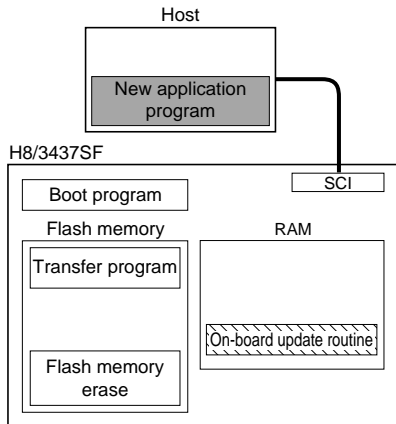 Host
New application
program
H8/3437SF
SCI
Boot program
Flash memory
RAM
Transfer program
On-board update routine
Flash memory
erase